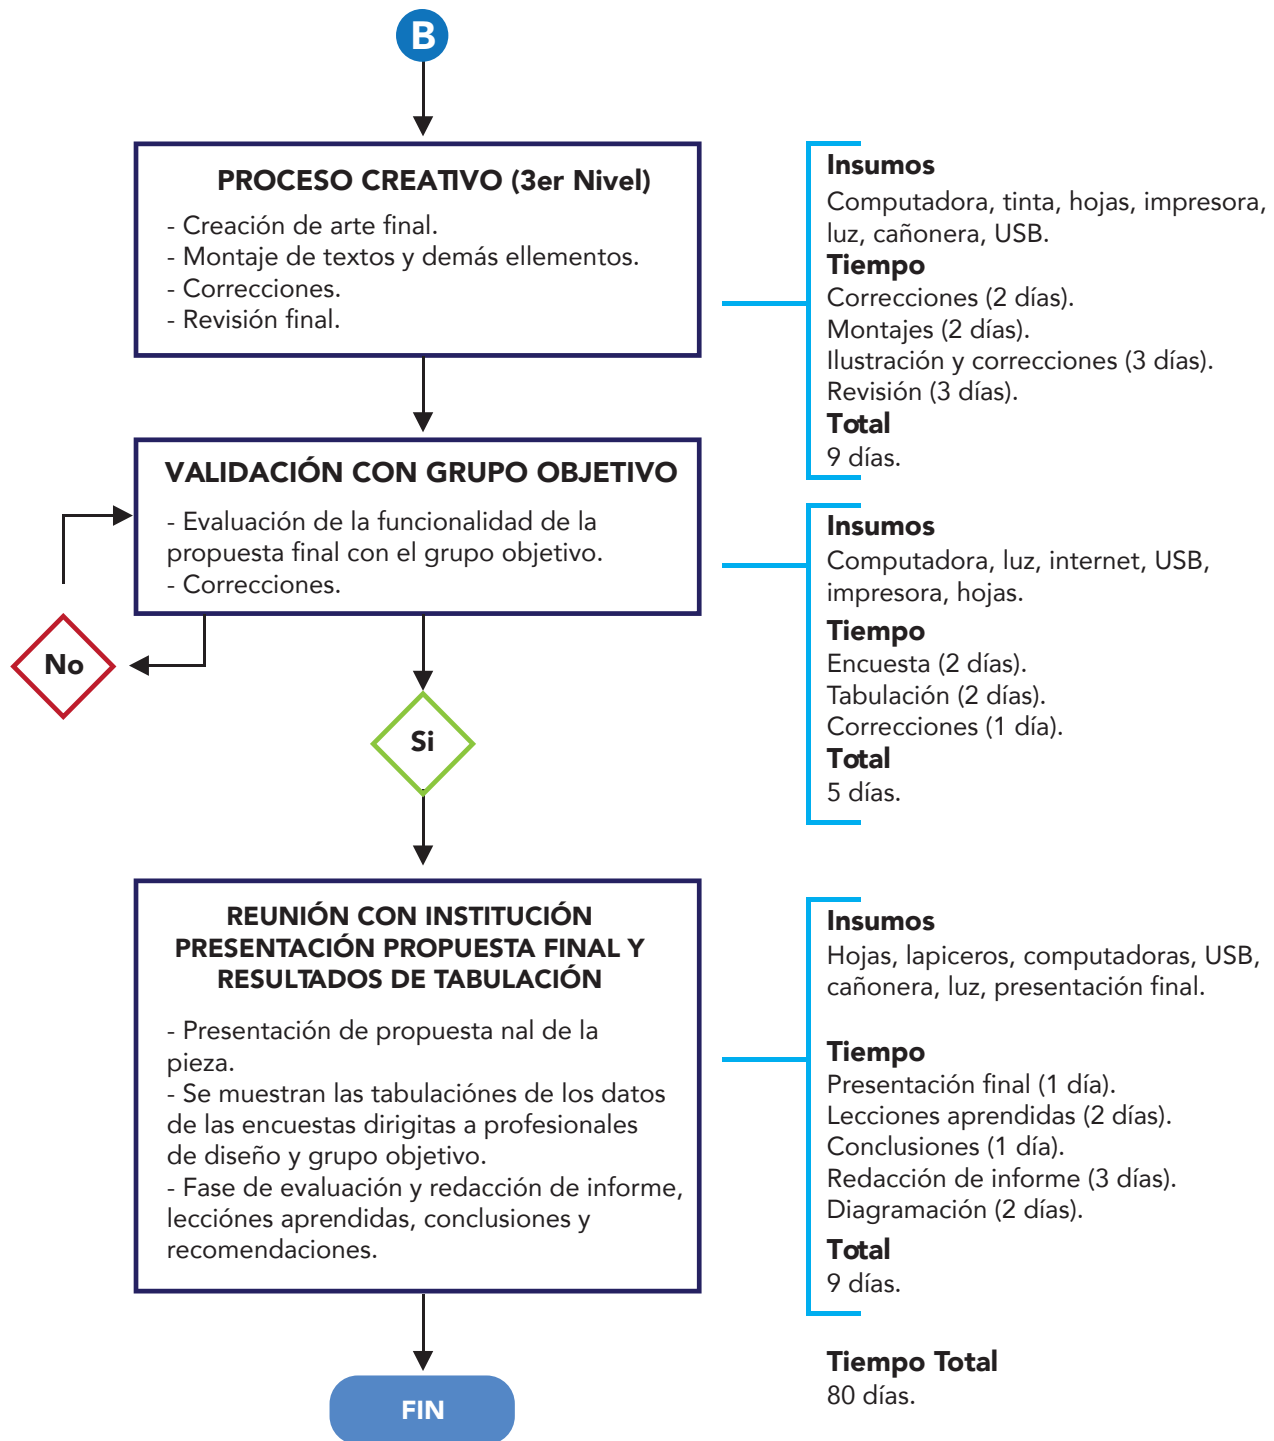 B
PROCESO CREATIVO (3er Nivel)
- Creación de arte final.
- Montaje de textos y demás ellementos.
- Correcciones.
- Revisión final.
Insumos
Computadora, tinta, hojas, impresora,
luz, cañonera, USB.
Tiempo
Correcciones (2 días).
Montajes (2 días).
Ilustración y correcciones (3 días).
Revisión (3 días).
Total
9 días.
VALIDACIÓN CON GRUPO OBJETIVO
- Evaluación de la funcionalidad de la
propuesta final con el grupo objetivo.
- Correcciones.
No
Si
Insumos
Computadora, luz, internet, USB,
impresora, hojas.
Tiempo
Encuesta (2 días).
Tabulación (2 días).
Correcciones (1 día).
Total
5 días.
REUNIÓN CON INSTITUCIÓN
PRESENTACIÓN PROPUESTA FINAL Y
RESULTADOS DE TABULACIÓN
- Presentación de propuesta nal de la
pieza.
- Se muestran las tabulaciónes de los datos
de las encuestas dirigitas a profesionales
de diseño y grupo objetivo.
- Fase de evaluación y redacción de informe,
lecciónes aprendidas, conclusiones y
recomendaciones.
Insumos
Hojas, lapiceros, computadoras, USB,
cañonera, luz, presentación final.
Tiempo
Presentación final (1 día).
Lecciones aprendidas (2 días).
Conclusiones (1 día).
Redacción de informe (3 días).
Diagramación (2 días).
Total
9 días.
Tiempo Total
80 días.
FIN